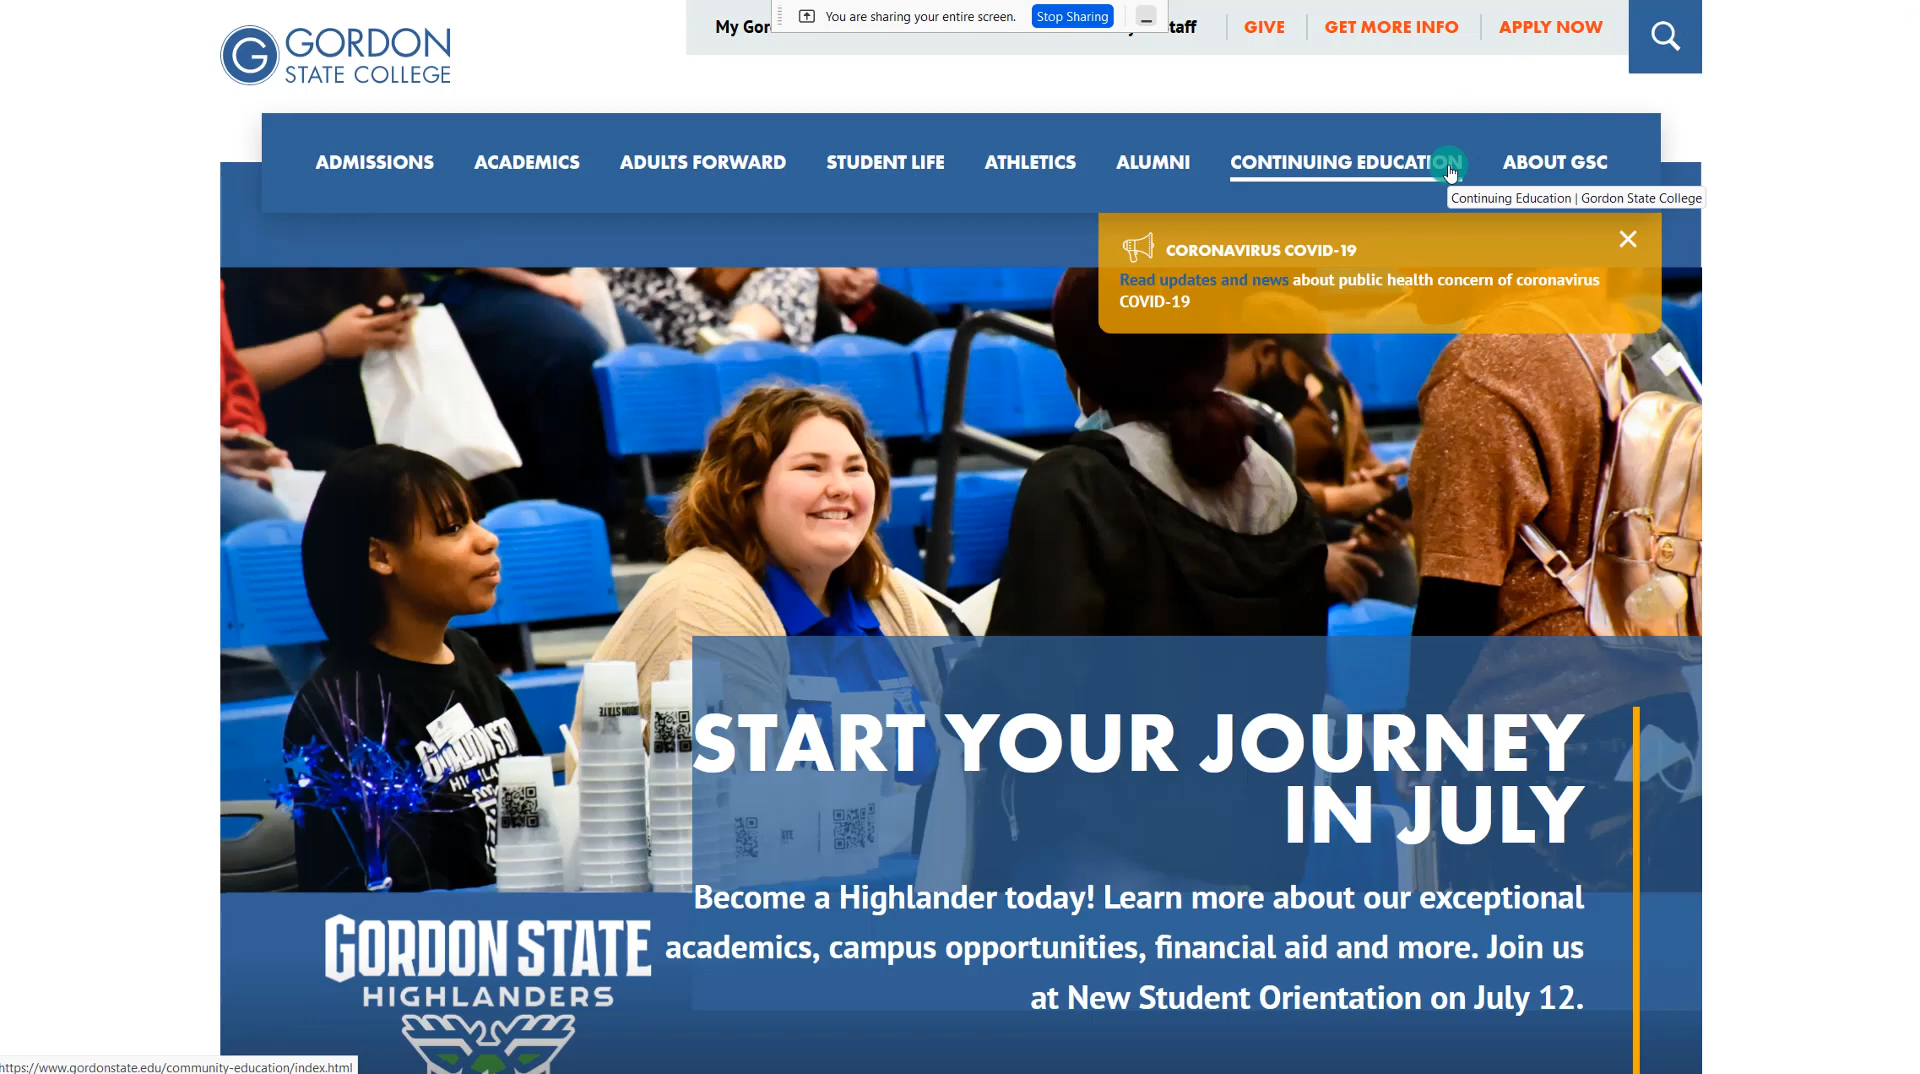 GORDON
STATE COLLEGE
My Gor
You are sharing your entire screen.
Stop Sharing
taff
GIVE
GET MORE INFO
APPLY NOW
ADMISSIONS
ACADEMICS
ADULTS FORWARD
STUDENT LIFE
ATHLETICS
ALUMNI
CONTINUING EDUCATION
ABOUT GSC
Continuing Education | Gordon State College
CORONAVIRUS COVID-19
Read updates and news about public health concern of coronavirus
COVID-19
START YOUR JOURNEY
IN JULY
Become a Highlander today! Learn more about our exceptional
academics, campus opportunities, financial aid and more. Join us
at New Student Orientation on July 12.
GORDON STATE
HIGHLANDERS
https://www.gordonstate.edu/community-education/index.html